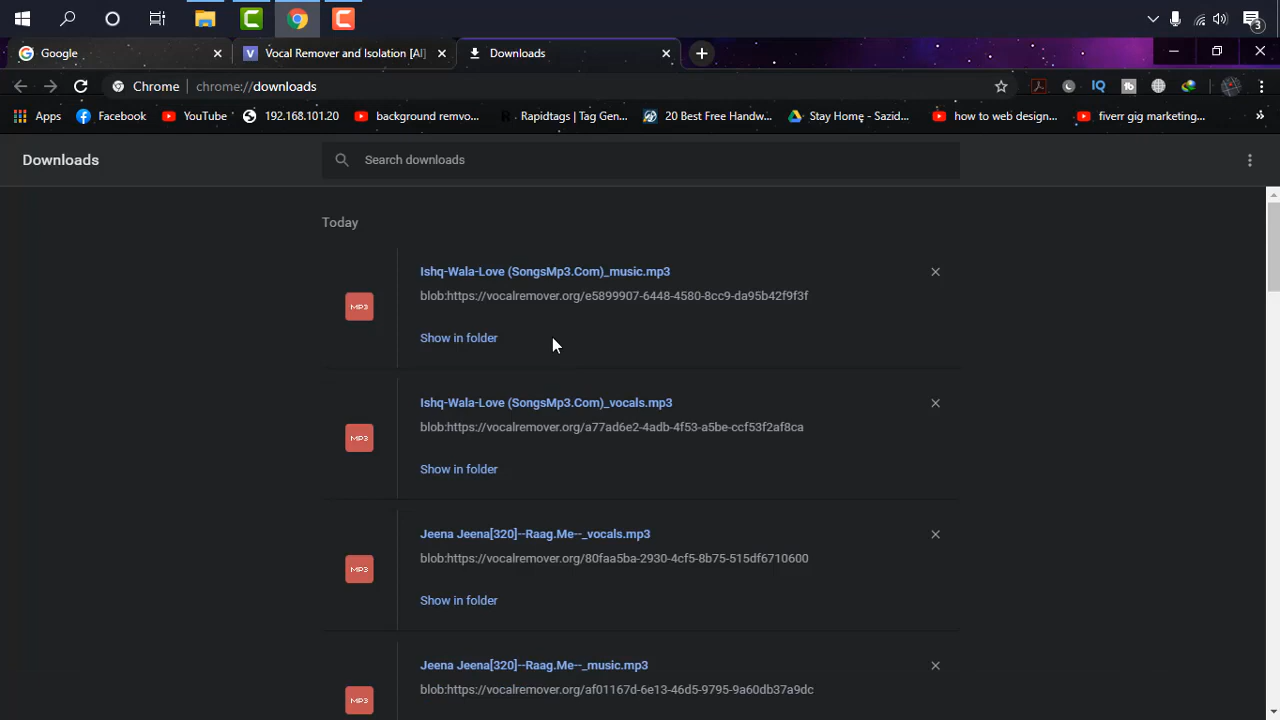 3
Google
Vocal Remover and Isolation [AI]
Downloads
Chrome
chrome://downloads
Apps
Facebook
YouTube
192.168.101.20
background remvo...
Rapidtags | Tag Gen...
20 Best Free Handw...
Stay Home - Sazid...
how to web design...
fiverr gig marketing...
Downloads
Search downloads
Today
Ishq-Wala-Love (SongsMp3.Com)_music.mp3
blob:https://vocalremover.org/e5899907-6448-4580-8cc9-da95b42f9f3f
MP3
Show in folder
Ishq-Wala-Love (SongsMp3.Com)_vocals.mp3
blob:https://vocalremover.org/a77ad6e2-4adb-4f53-a5be-ccf53f2af8ca
MP3
Show in folder
Jeena Jeena[320]--Raag.Me--_vocals.mp3
blob:https://vocalremover.org/80faa5ba-2930-4cf5-8b75-515df6710600
MP3
Show in folder
Jeena Jeena[320]--Raag.Me--_music.mp3
blob:https://vocalremover.org/af01167d-6e13-46d5-9795-9a60db37a9dc
MP3